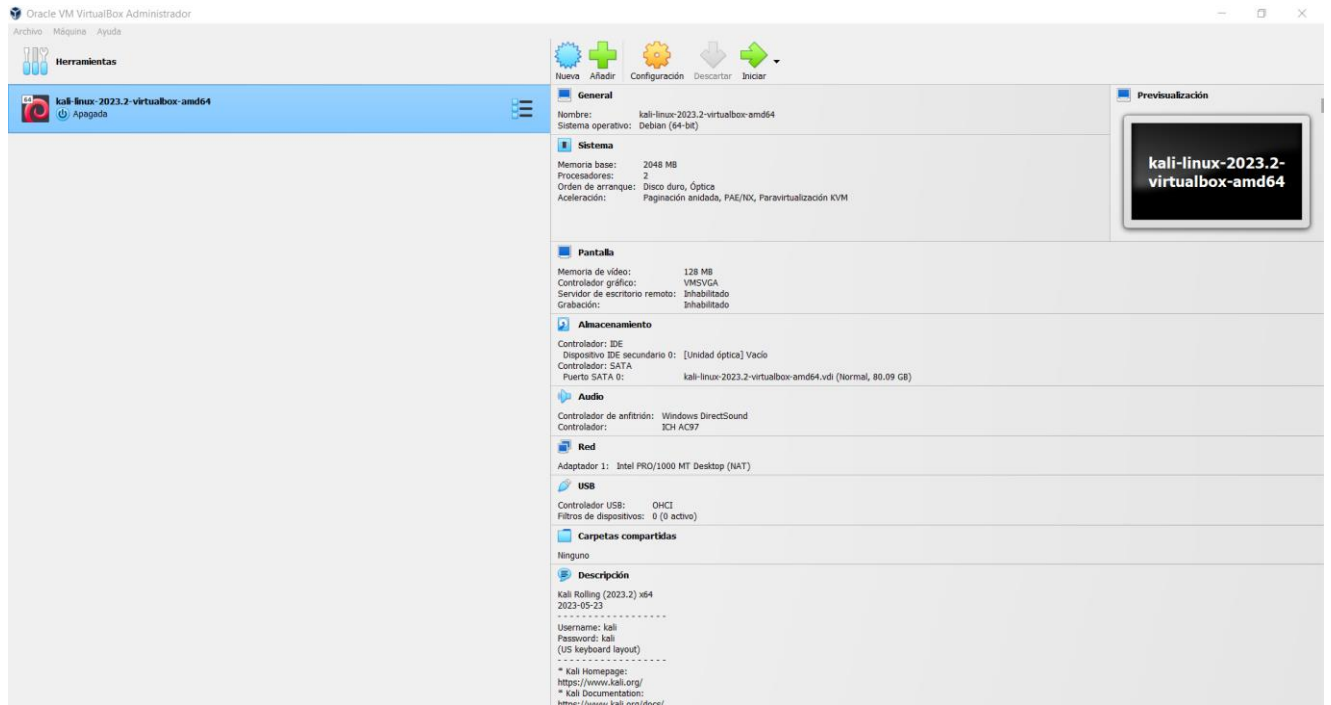 Oracle VM VirtualBox Administrador
Archivo Máquina Ayuda
Herramientas
Nueva Añadir Configuración Descartar Iniciar
64
kali-linux-2023.2-virtualbox-amd64
Apagada
General
Nombre: kali-linux-2023.2-virtualbox-amd64
Sistema operativo: Debian (64-bit)
Previsualización
kali-linux-2023.2-
virtualbox-amd64
Sistema
Memoria base: 2048 MB
Procesadores: 2
Orden de arranque: Disco duro, Óptica
Aceleración: Paginación anidada, PAE/NX, Paravirtualización KVM
Pantalla
Memoria de vídeo: 128 MB
Controlador gráfico: VMSVGA
Servidor de escritorio remoto: Inhabilitado
Grabación: Inhabilitado
Almacenamiento
Controlador: IDE
Dispositivo IDE secundario 0: [Unidad óptica] Vacío
Controlador: SATA
Puerto SATA 0: kali-linux-2023.2-virtualbox-amd64.vdi (Normal, 80.09 GB)
Audio
Controlador de anfitrión: Windows DirectSound
Controlador: ICH AC97
Red
Adaptador 1: Intel PRO/1000 MT Desktop (NAT)
USB
Controlador USB: OHCI
Filtros de dispositivos: 0 (0 activo)
Carpetas compartidas
Ninguno
Descripción
Kali Rolling (2023.2) x64
2023-05-23
- - - - - - - - - - - - - - - - - -
Username: kali
Password: kali
(US keyboard layout)
- - - - - - - - - - - - - - - - - -
* Kali Homepage:
https://www.kali.org/
* Kali Documentation:
https://www.kali.org/docs/